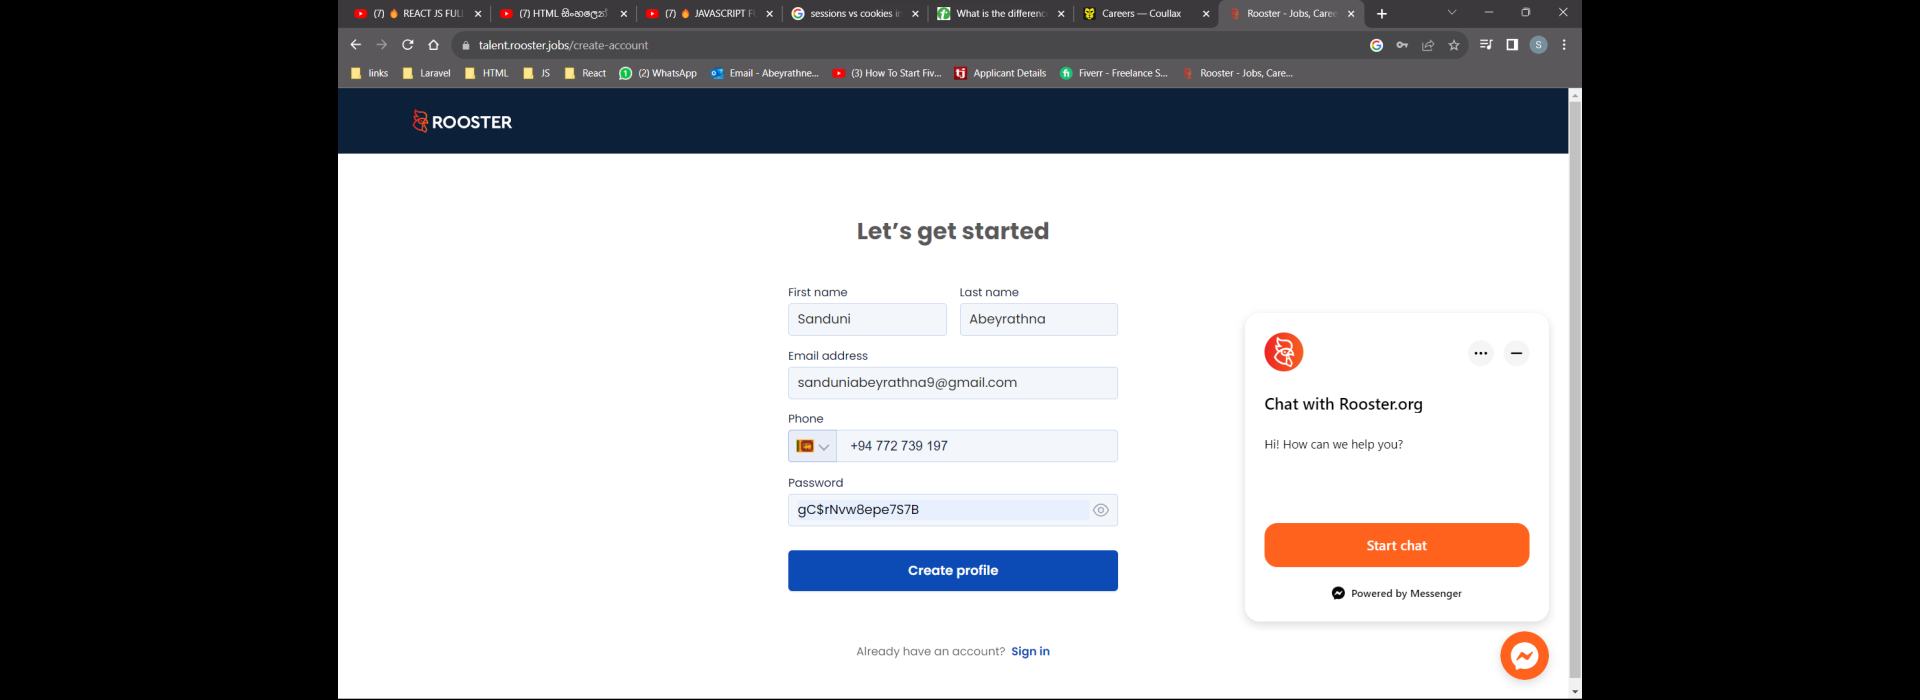 (7) 🔥 REACT JS FUL
(7) HTML සිංහලෙන්
(7) 🔥 JAVASCRIPT F
sessions vs cookies i
What is the differenc
Careers — Coullax
Rooster - Jobs, Caree
talent.rooster.jobs/create-account
S
links
Laravel
HTML
JS
React
(2) WhatsApp
Email - Abeyrathne...
(3) How To Start Fiv...
Applicant Details
Fiverr - Freelance S...
Rooster - Jobs, Care...
ROOSTER
Let's get started
First name Last name
Sanduni Abeyrathna
Email address
sanduniabeyrathna9@gmail.com
Phone
+94 772 739 197
Password
gC$rNvw8epe7S7B
Create profile
Already have an account? Sign in
Chat with Rooster.org
Hi! How can we help you?
Start chat
Powered by Messenger